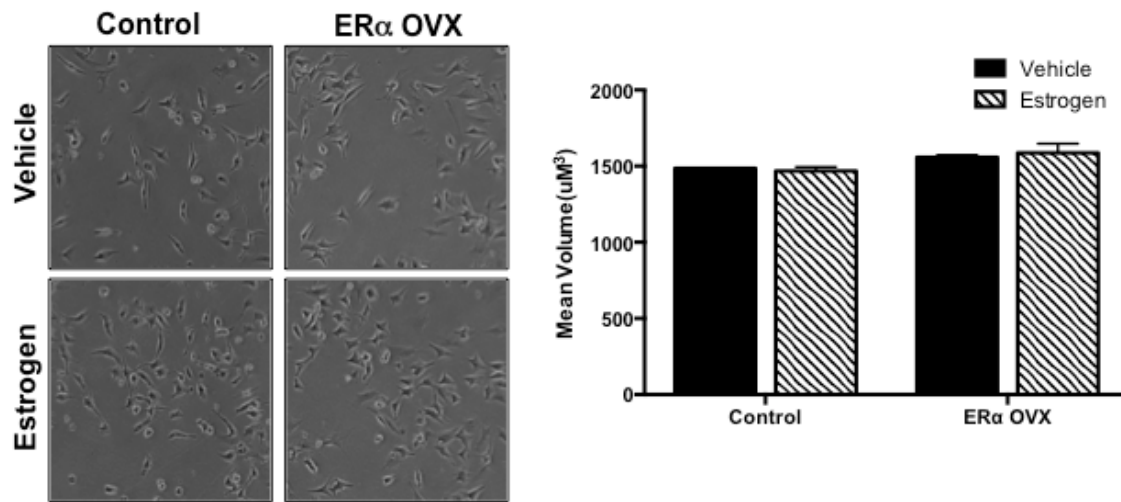 Control
ERα OVX
Vehicle
Estrogen
Vehicle
Estrogen
Mean Volume(uM³)
2000
1500
1000
500
0
Control
ERα OVX